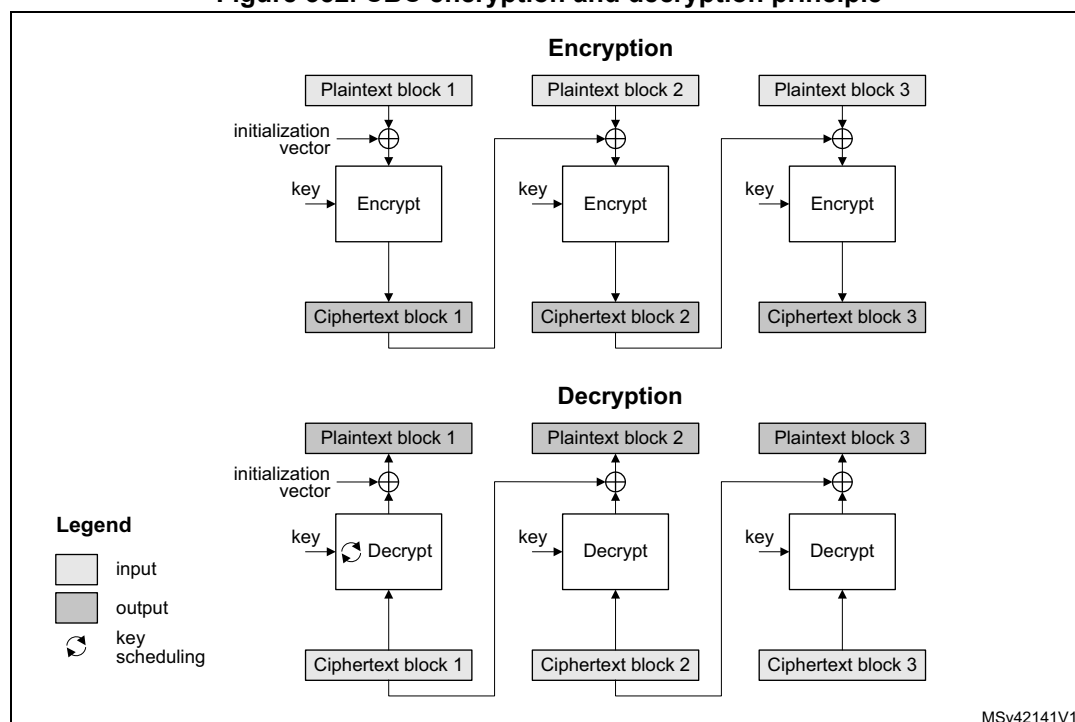 Encryption
Plaintext block 1 Plaintext block 2 Plaintext block 3
initialization
vector
key Encrypt key Encrypt key Encrypt
Ciphertext block 1 Ciphertext block 2 Ciphertext block 3
Decryption
Plaintext block 1 Plaintext block 2 Plaintext block 3
initialization
vector
key Decrypt key Decrypt key Decrypt
Ciphertext block 1 Ciphertext block 2 Ciphertext block 3
Legend
input
output
key
scheduling
MSv42141V1